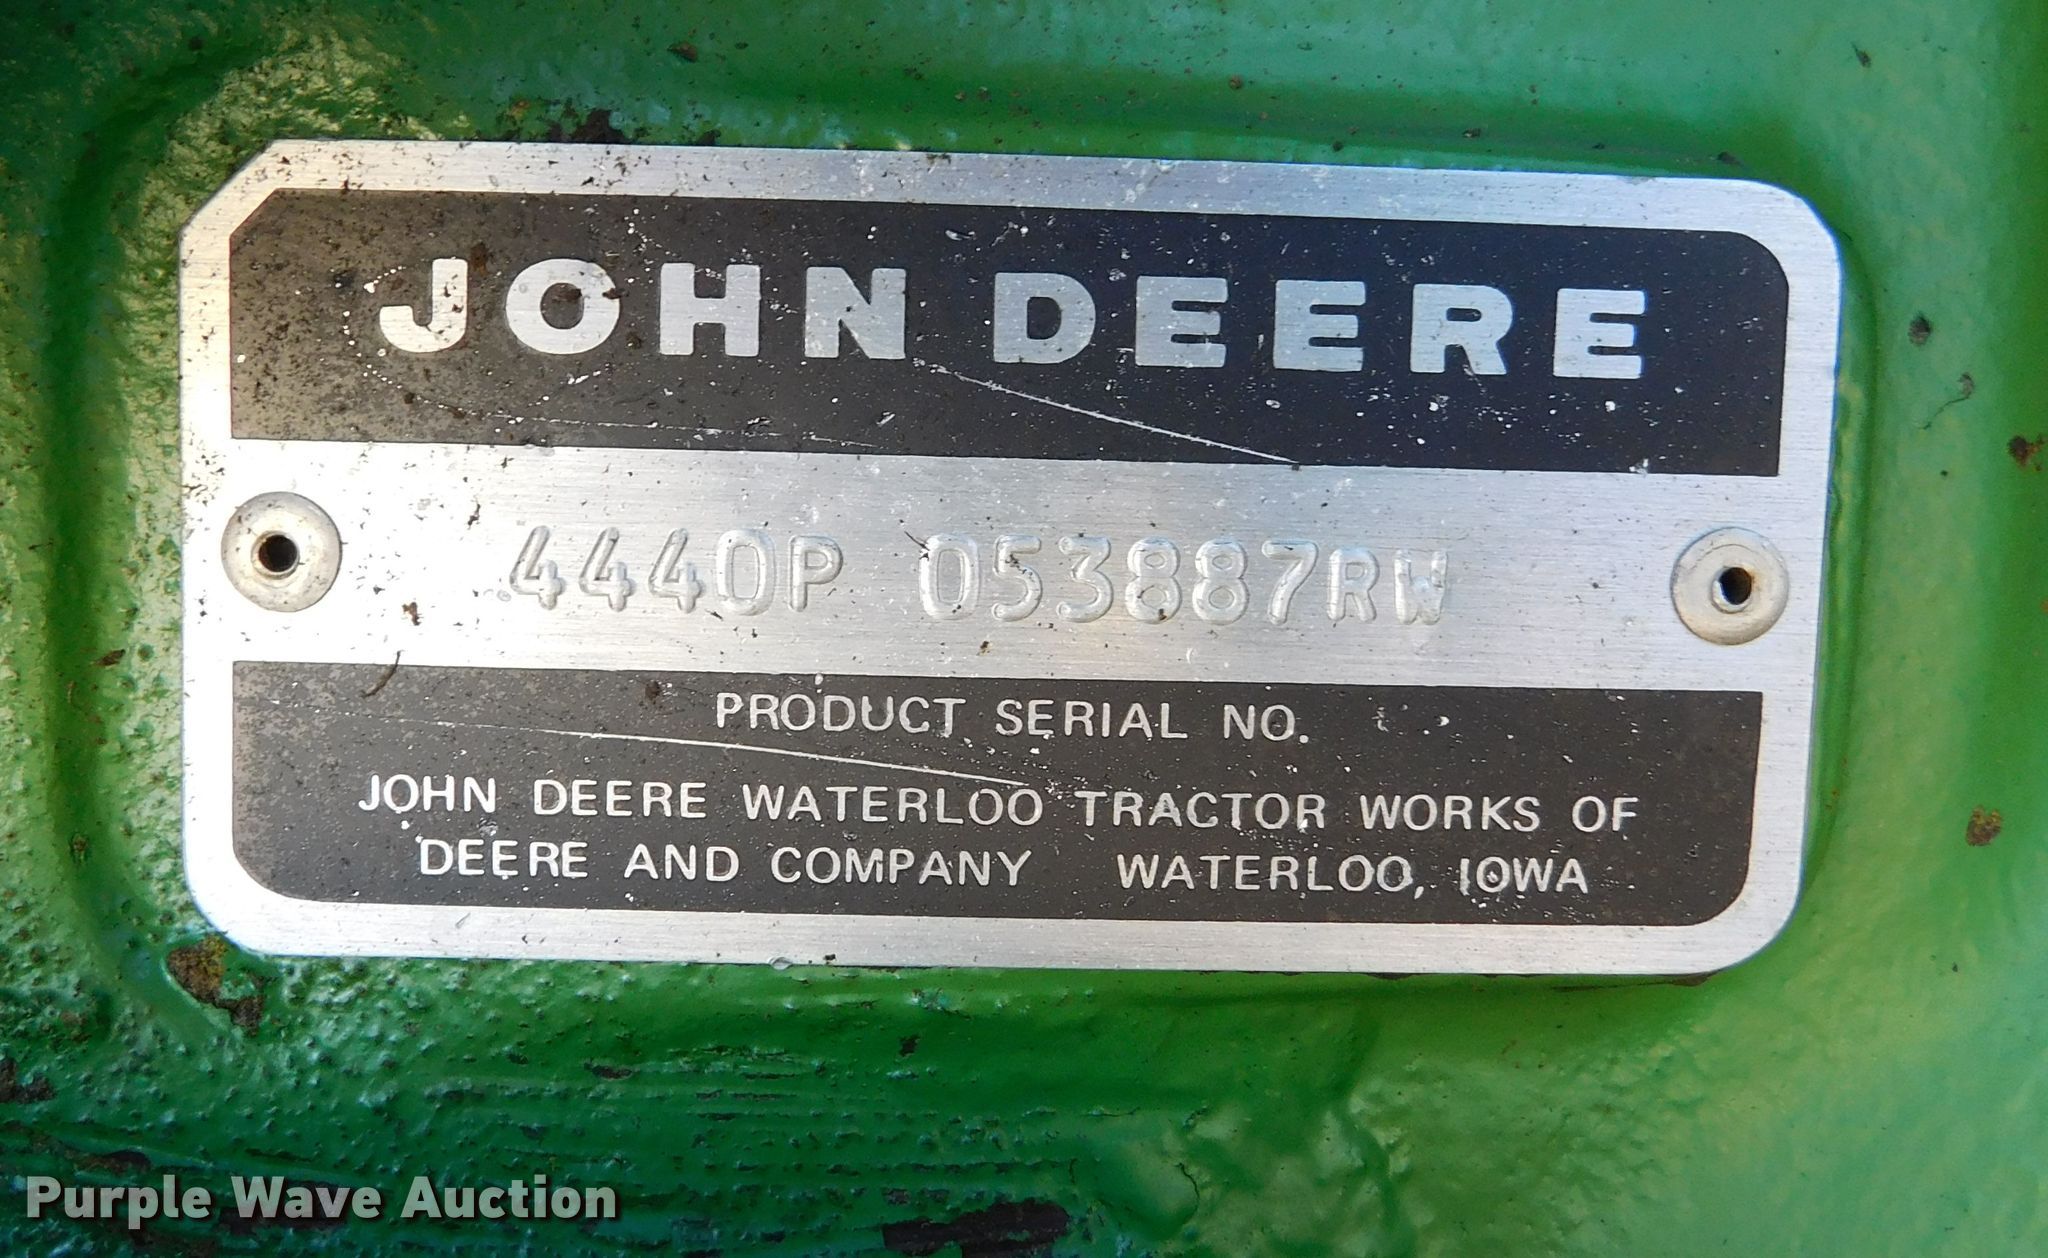 JOHN DEERE
4440P 053887RW
PRODUCT SERIAL NO.
JOHN DEERE WATERLOO TRACTOR WORKS OF
DEERE AND COMPANY WATERLOO, IOWA
Purple Wave Auction